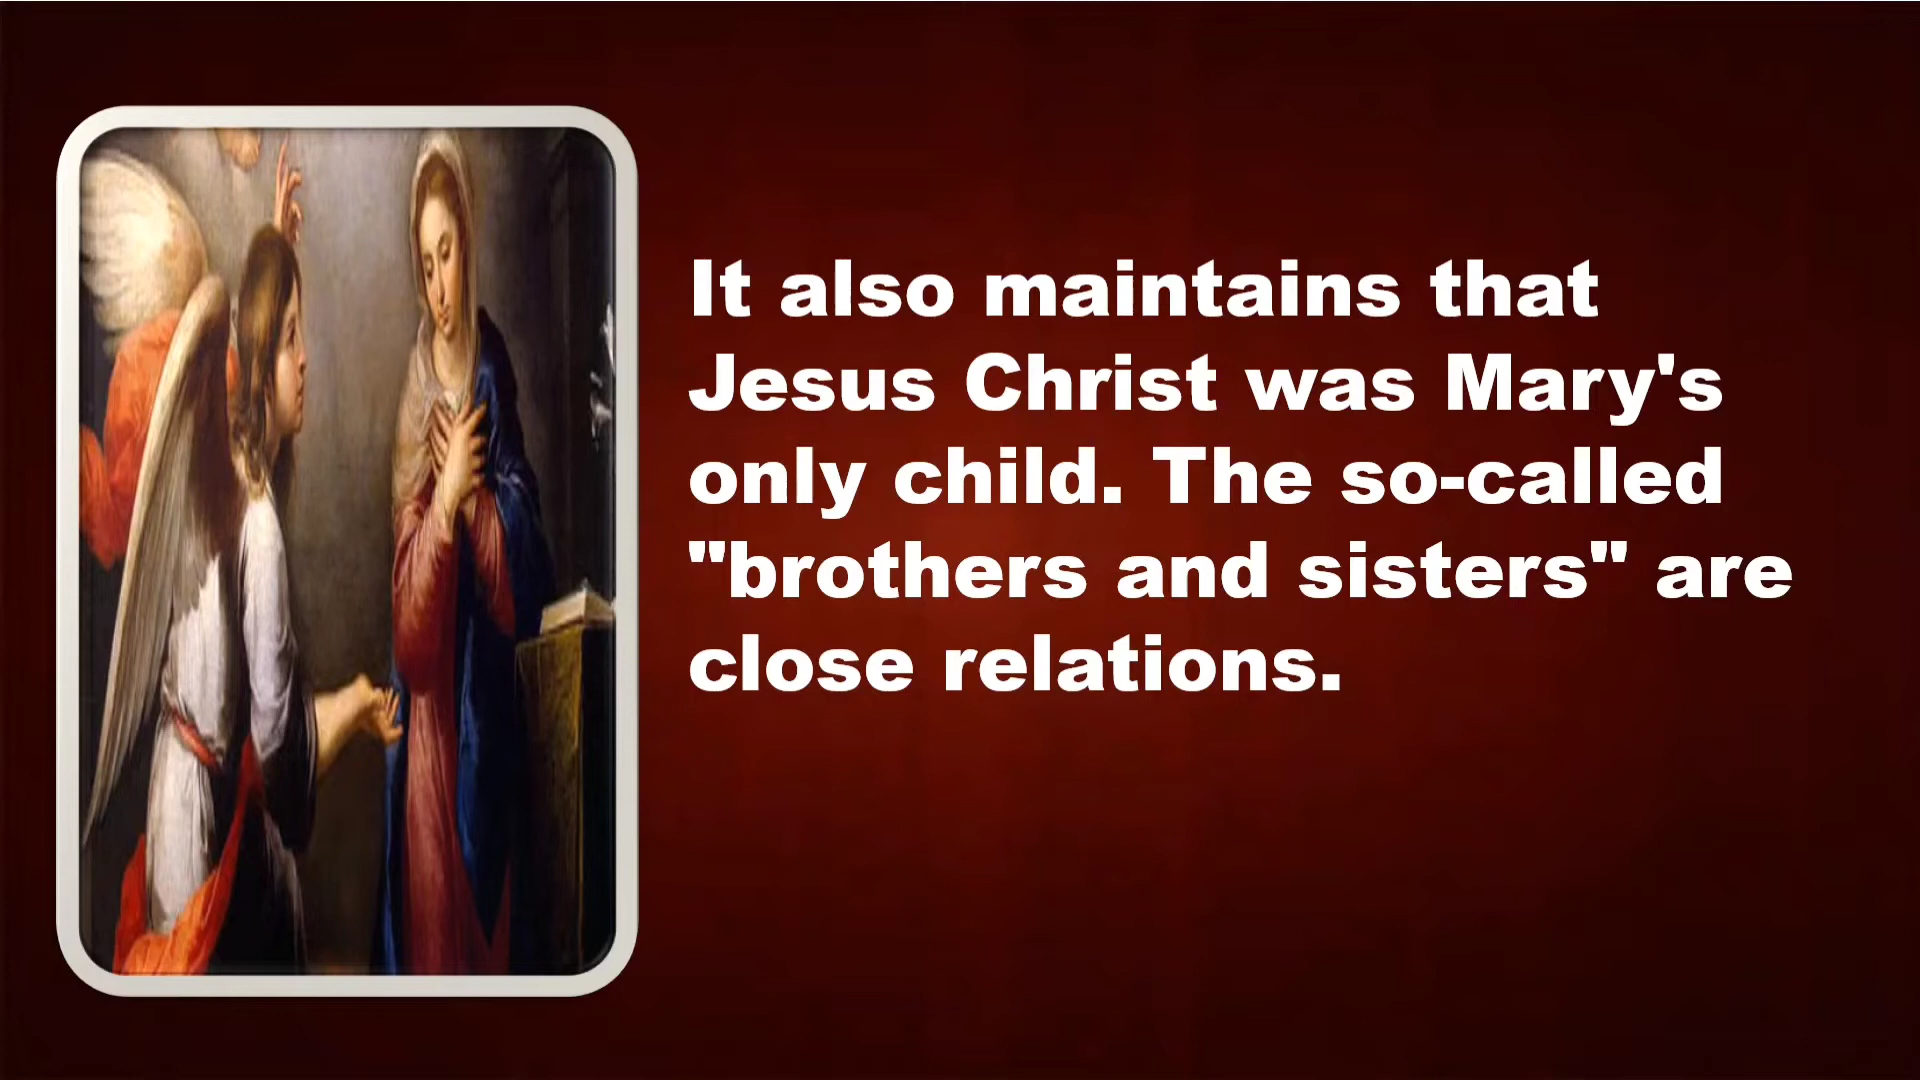 It also maintains that
Jesus Christ was Mary's
only child. The so-called
"brothers and sisters" are
close relations.